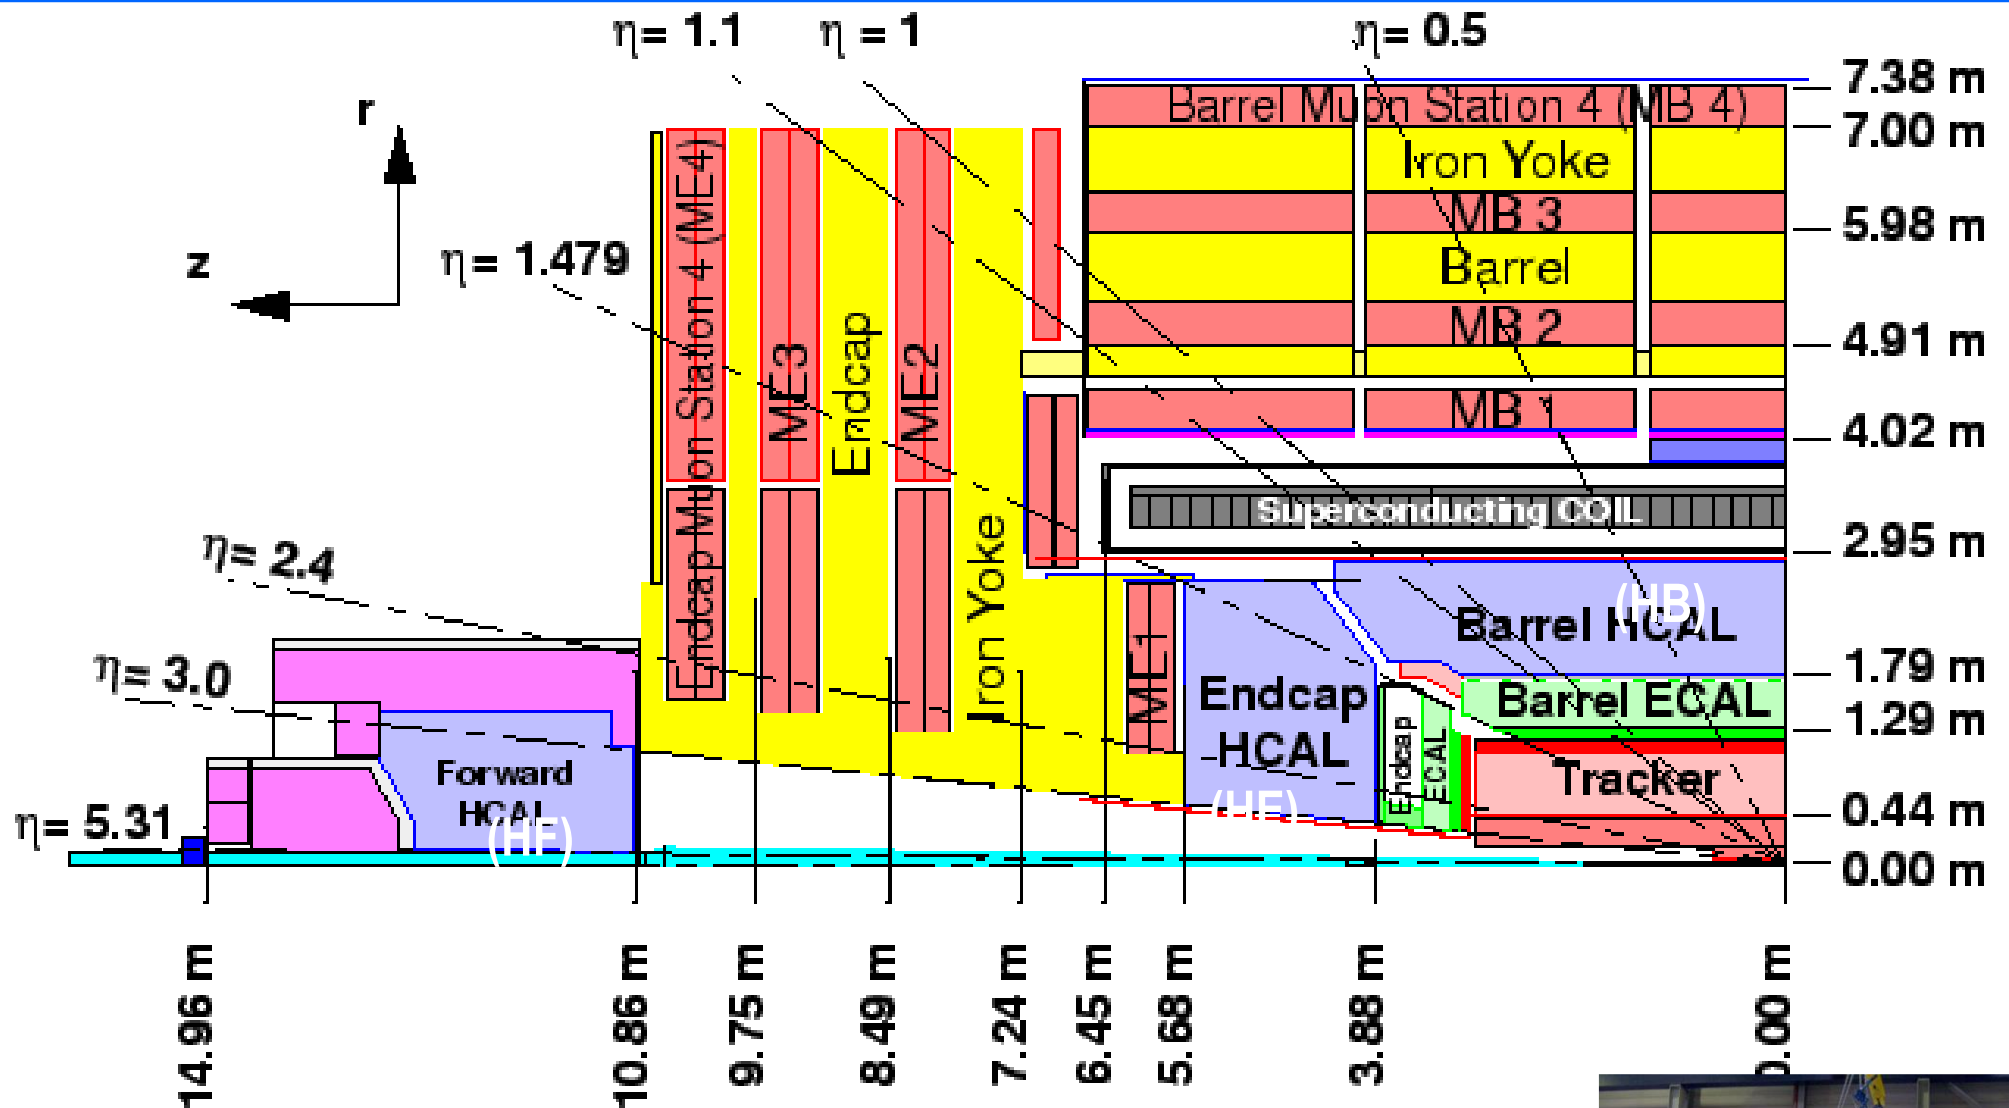 η= 1.1
η = 1
η= 0.5
7.38 m
r
Barrel Muon Station 4 (MB 4)
7.00 m
Iron Yoke
MB 3
5.98 m
z
η= 1.479
Barrel
MB 2
4.91 m
Endcap Muon Station 4 (ME4)
ME3
Endcap
ME2
MB 1
4.02 m
Superconducting COIL
2.95 m
η= 2.4
Iron Yoke
(HB)
Barrel HCAL
ME1
1.79 m
η= 3.0
Endcap
HCAL
(HE)
Barrel ECAL
1.29 m
Endcap
ECAL
Forward
HCAL
(HF)
Tracker
0.44 m
η= 5.31
0.00 m
14.96 m
10.86 m
9.75 m
8.49 m
7.24 m
6.45 m
5.68 m
3.88 m
0.00 m